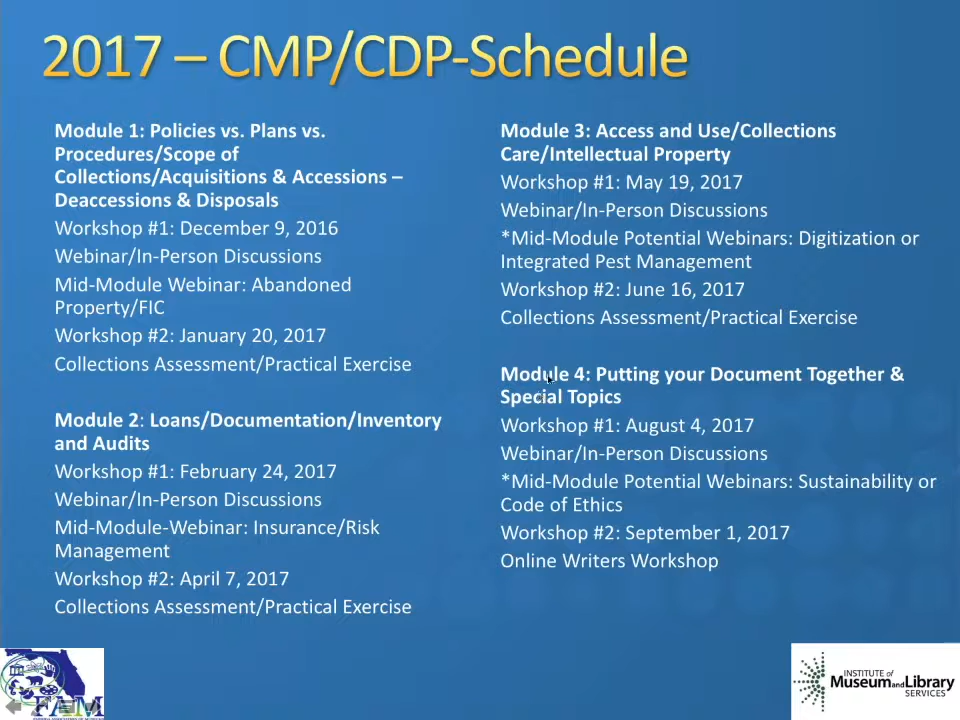 2017 – CMP/CDP-Schedule
Module 1: Policies vs. Plans vs.
Procedures/Scope of
Collections/Acquisitions & Accessions –
Deaccessions & Disposals
Workshop #1: December 9, 2016
Webinar/In-Person Discussions
Mid-Module Webinar: Abandoned
Property/FIC
Workshop #2: January 20, 2017
Collections Assessment/Practical Exercise
Module 2: Loans/Documentation/Inventory
and Audits
Workshop #1: February 24, 2017
Webinar/In-Person Discussions
Mid-Module-Webinar: Insurance/Risk
Management
Workshop #2: April 7, 2017
Collections Assessment/Practical Exercise
Module 3: Access and Use/Collections
Care/Intellectual Property
Workshop #1: May 19, 2017
Webinar/In-Person Discussions
*Mid-Module Potential Webinars: Digitization or
Integrated Pest Management
Workshop #2: June 16, 2017
Collections Assessment/Practical Exercise
Module 4: Putting your Document Together &
Special Topics
Workshop #1: August 4, 2017
Webinar/In-Person Discussions
*Mid-Module Potential Webinars: Sustainability or
Code of Ethics
Workshop #2: September 1, 2017
Online Writers Workshop
FAM
INSTITUTE of
Museum and Library
SERVICES